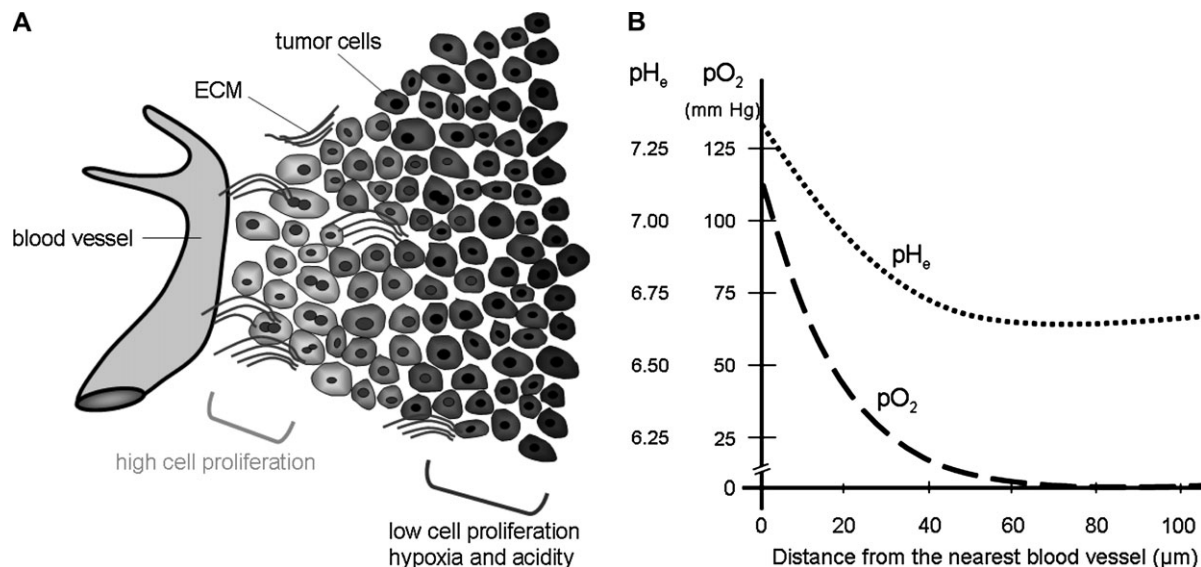 A
tumor cells
ECM
blood vessel
high cell proliferation
low cell proliferation
hypoxia and acidity
B
pHe pO2
(mm Hg)
7.25 125
7.00 100
pHe
6.75 75
6.50 50
pO2
6.25 25
0
0 20 40 60 80 100
Distance from the nearest blood vessel (µm)